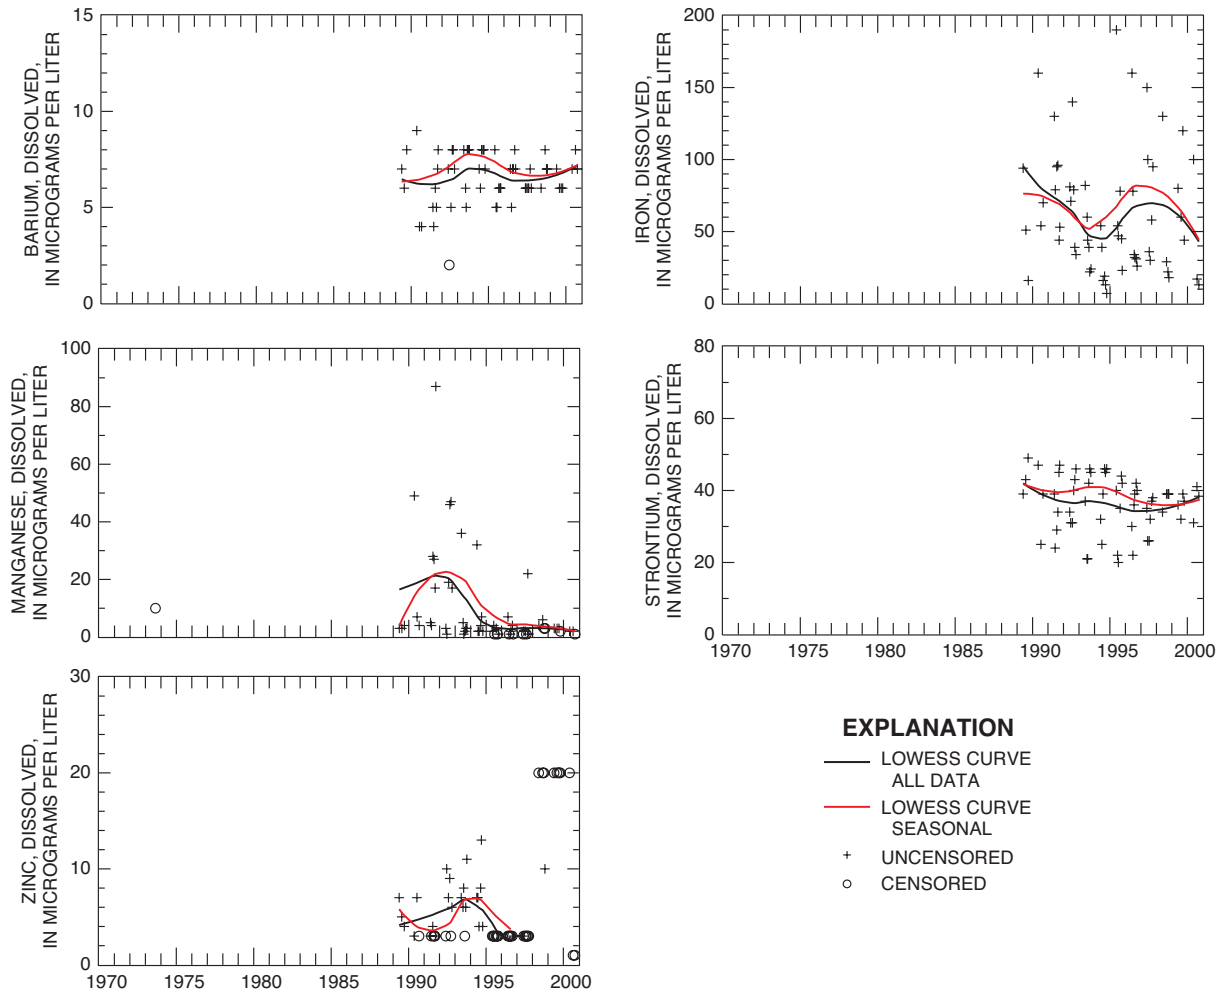 BARIUM, DISSOLVED,
IN MICROGRAMS PER LITER
15
10
5
0
IRON, DISSOLVED,
IN MICROGRAMS PER LITER
200
150
100
50
0
MANGANESE, DISSOLVED,
IN MICROGRAMS PER LITER
100
80
60
40
20
0
STRONTIUM, DISSOLVED,
IN MICROGRAMS PER LITER
80
60
40
20
0
1970 1975 1980 1985 1990 1995 2000
ZINC, DISSOLVED,
IN MICROGRAMS PER LITER
30
20
10
0
1970 1975 1980 1985 1990 1995 2000
EXPLANATION
LOWESS CURVE
ALL DATA
LOWESS CURVE
SEASONAL
UNCENSORED
CENSORED